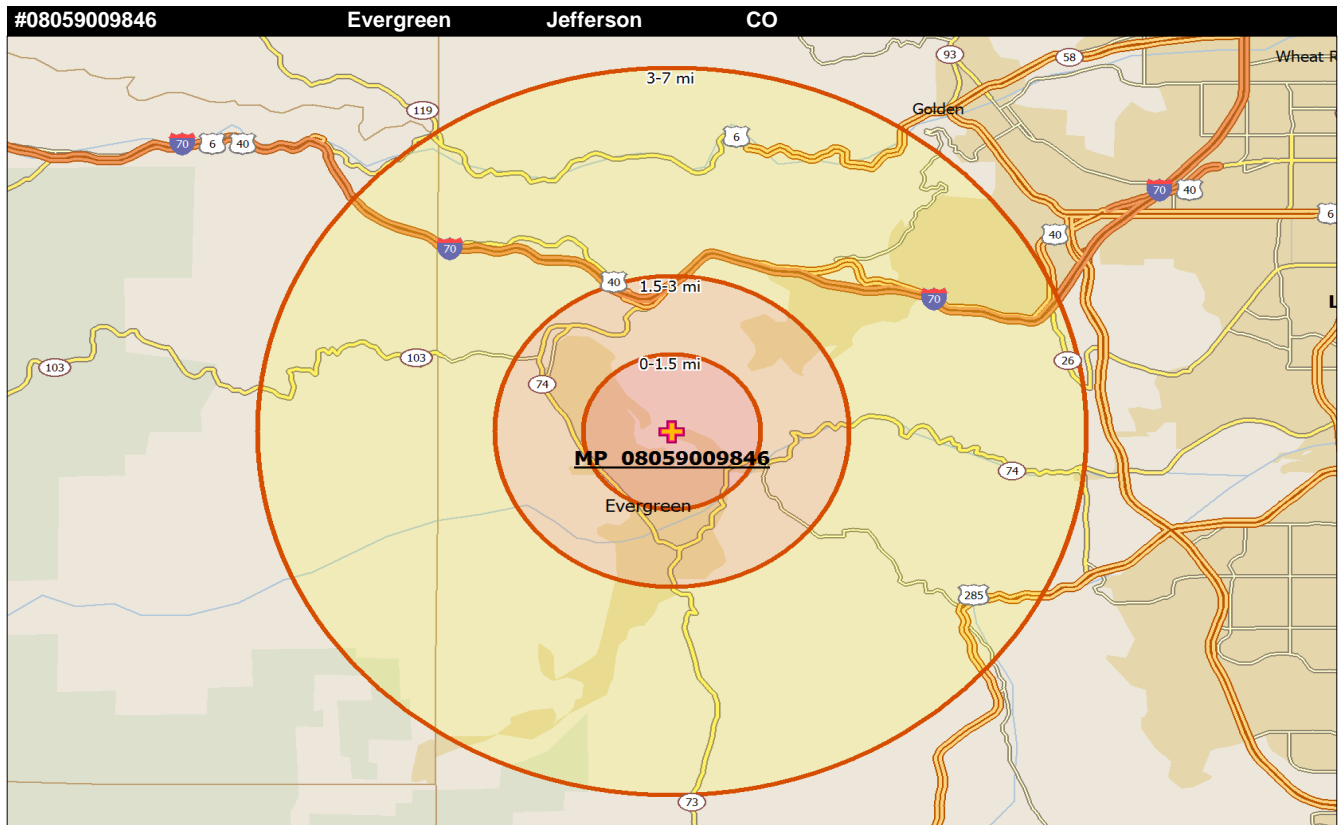 #08059009846 Evergreen Jefferson CO
3-7 mi
93
58
Wheat R
119
Golden
6
70 6 40
70 40
6
40
70
40
1.5-3 mi
70
L
103
103
0-1.5 mi
26
74
MP 08059009846
74
Evergreen
285
73